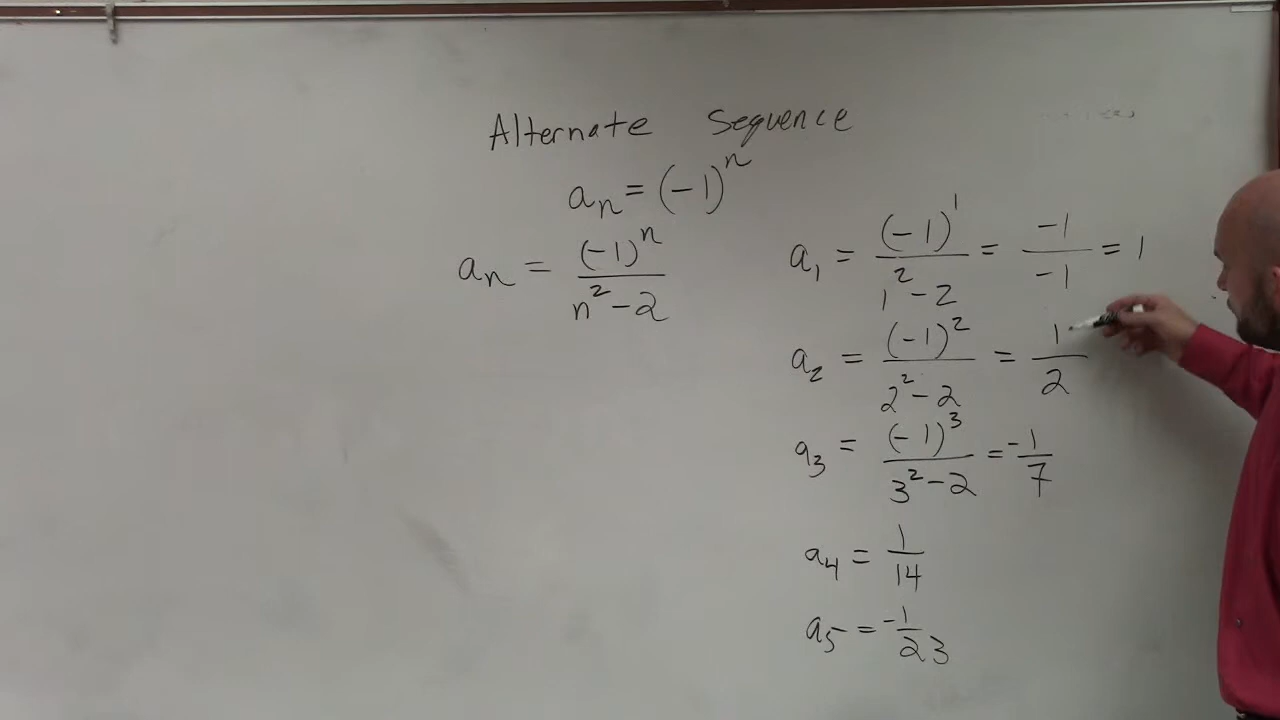 Alternate Sequence
aₙ = (-1)ⁿ
aₙ = (-1)ⁿ / n² - 2
a₁ = (-1)¹ / 1² - 2 = -1 / -1 = 1
a₂ = (-1)² / 2² - 2 = 1 / 2
a₃ = (-1)³ / 3² - 2 = -1 / 7
a₄ = 1 / 14
a₅ = -1 / 23